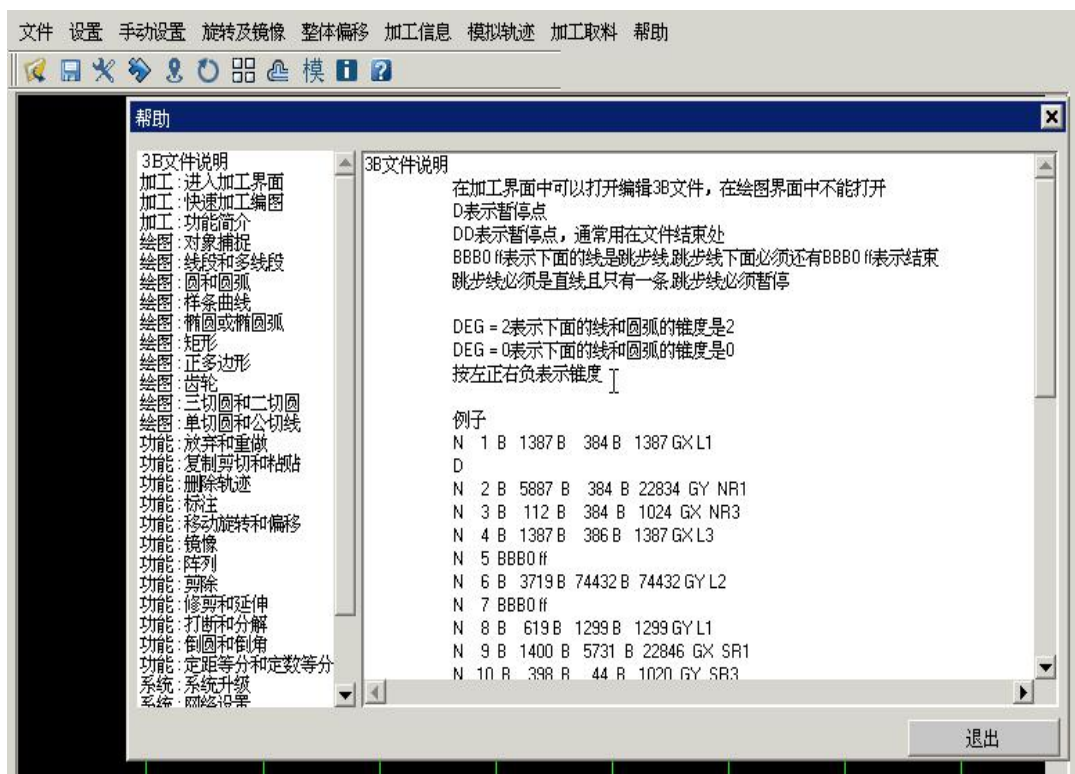 文件 设置 手动设置 旋转及镜像 整体偏移 加工信息 模拟轨迹 加工取料 帮助
模
帮助
3B文件说明
加工:进入加工界面
加工:快速加工编图
加工:功能简介
绘图:对象捕捉
绘图:线段和多线段
绘图:圆和圆弧
绘图:样条曲线
绘图:椭圆或椭圆弧
绘图:矩形
绘图:正多边形
绘图:齿轮
绘图:三切圆和二切圆
绘图:单切圆和公切线
功能:放弃和重做
功能:复制剪切和粘贴
功能:删除轨迹
功能:标注
功能:移动旋转和偏移
功能:镜像
功能:阵列
功能:剪除
功能:修剪和延伸
功能:打断和分解
功能:倒圆和倒角
功能:定距等分和定数等分
系统:系统升级
系统:网络设置
3B文件说明
在加工界面中可以打开编辑3B文件，在绘图界面中不能打开
D表示暂停点
DD表示暂停点，通常用在文件结束处
BBB0 ff表示下面的线是跳步线,跳步线下面必须还有BBB0 ff表示结束
跳步线必须是直线且只有一条,跳步线必须暂停
DEG = 2表示下面的线和圆弧的锥度是2
DEG = 0表示下面的线和圆弧的锥度是0
按左正右负表示锥度
例子
N 1 B 1387 B 384 B 1387 GX L1
D
N 2 B 5887 B 384 B 22834 GY NR1
N 3 B 112 B 384 B 1024 GX NR3
N 4 B 1387 B 386 B 1387 GX L3
N 5 BBB0 ff
N 6 B 3719 B 74432 B 74432 GY L2
N 7 BBB0 ff
N 8 B 619 B 1299 B 1299 GY L1
N 9 B 1400 B 5731 B 22846 GX SR1
N 10 B 398 B 44 B 1020 GY SR3
退出